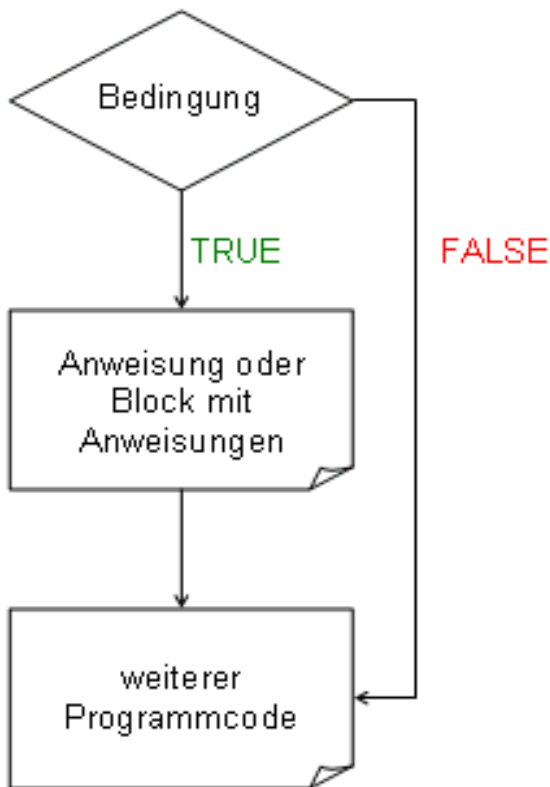 Bedingung
TRUE
FALSE
Anweisung oder
Block mit
Anweisungen
weiterer
Programmcode